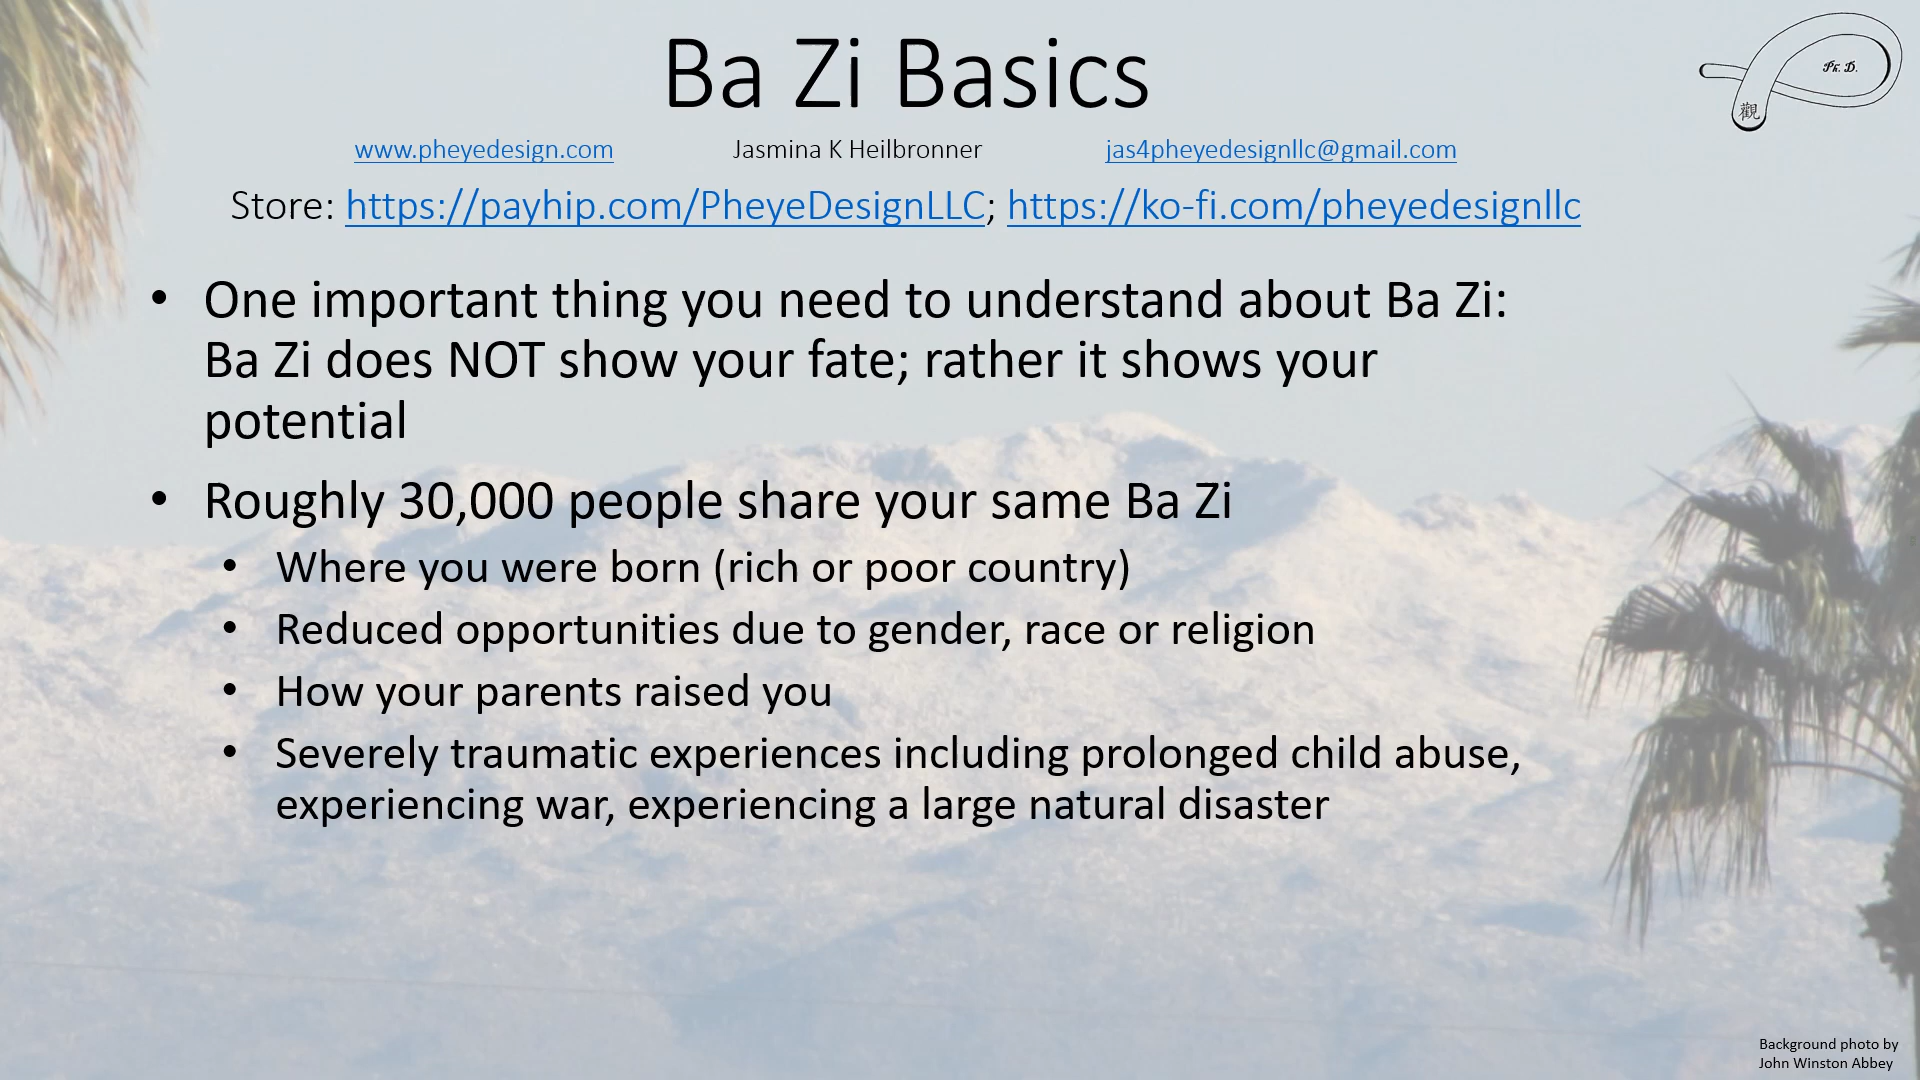 Ba Zi Basics
Ph. D.
觀
www.pheyedesign.com Jasmina K Heilbronner jas4pheyedesignllc@gmail.com
Store: https://payhip.com/PheyeDesignLLC; https://ko-fi.com/pheyedesignllc
• One important thing you need to understand about Ba Zi:
Ba Zi does NOT show your fate; rather it shows your
potential
• Roughly 30,000 people share your same Ba Zi
• Where you were born (rich or poor country)
• Reduced opportunities due to gender, race or religion
• How your parents raised you
• Severely traumatic experiences including prolonged child abuse,
experiencing war, experiencing a large natural disaster
Background photo by
John Winston Abbey